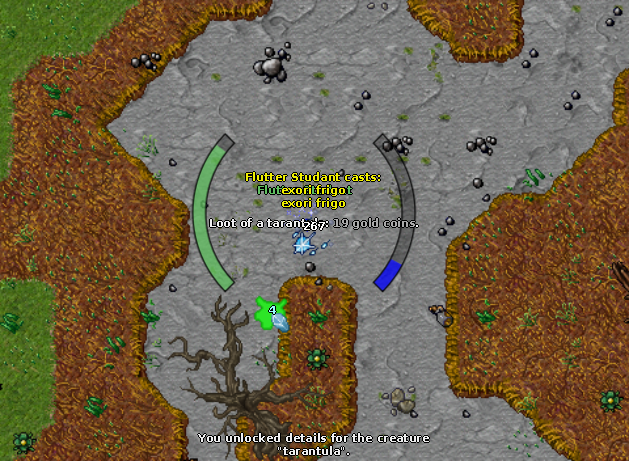 Flutter Studant casts:
exori frigo
exori frigo
Loot of a tarantula: 19 gold coins.
267
4
You unlocked details for the creature
"tarantula".